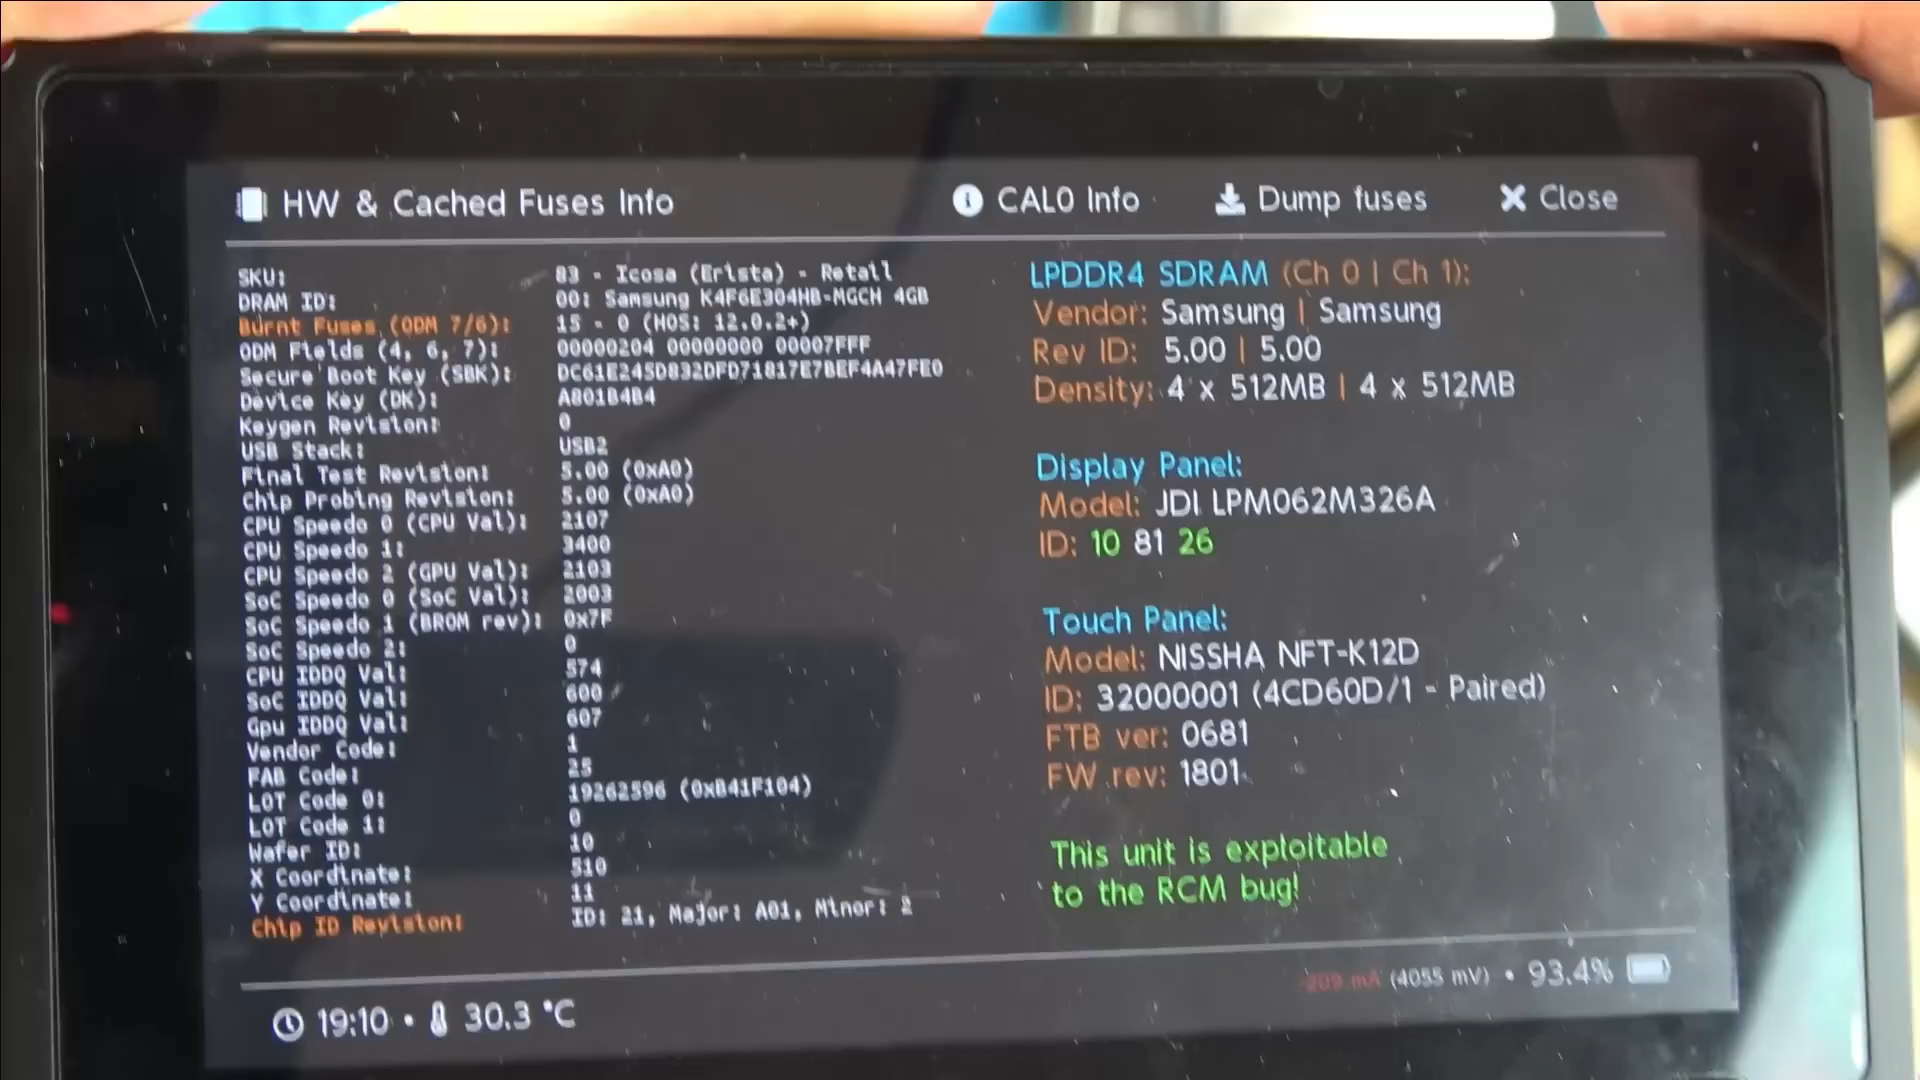 HW & Cached Fuses Info
CAL0 Info
Dump fuses
Close
SKU: 83 - Icosa (Erista) - Retail
DRAM ID: 00: Samsung K4F6E304HB-MGCH 4GB
Burnt Fuses (ODM 7/6): 15 - 0 (HOS: 12.0.2+)
ODM Fields (4, 6, 7): 00000204 00000000 00007FFF
Secure Boot Key (SBK): DC61E245D832DFD71817E7BEF4A47FE0
Device Key (DK): A801B4B4
Keygen Revision: 0
USB Stack: USB2
Final Test Revision: 5.00 (0xA0)
Chip Probing Revision: 5.00 (0xA0)
CPU Speedo 0 (CPU Val): 2107
CPU Speedo 1: 3400
CPU Speedo 2 (GPU Val): 2103
SoC Speedo 0 (SoC Val): 2003
SoC Speedo 1 (BROM rev): 0x7F
SoC Speedo 2: 0
CPU IDDQ Val: 574
SoC IDDQ Val: 600
Gpu IDDQ Val: 607
Vendor Code: 1
FAB Code: 25
LOT Code 0: 19262596 (0xB41F104)
LOT Code 1: 0
Wafer ID: 10
X Coordinate: 510
Y Coordinate: 11
Chip ID Revision: ID: 21, Major: A01, Minor: 2
LPDDR4 SDRAM (Ch 0 | Ch 1):
Vendor: Samsung | Samsung
Rev ID: 5.00 | 5.00
Density: 4 x 512MB | 4 x 512MB
Display Panel:
Model: JDI LPM062M326A
ID: 10 81 26
Touch Panel:
Model: NISSHA NFT-K12D
ID: 32000001 (4CD60D/1 - Paired)
FTB ver: 0681
FW rev: 1801
This unit is exploitable
to the RCM bug!
19:10 • 30.3 °C
-209 mA (4055 mV) • 93.4%